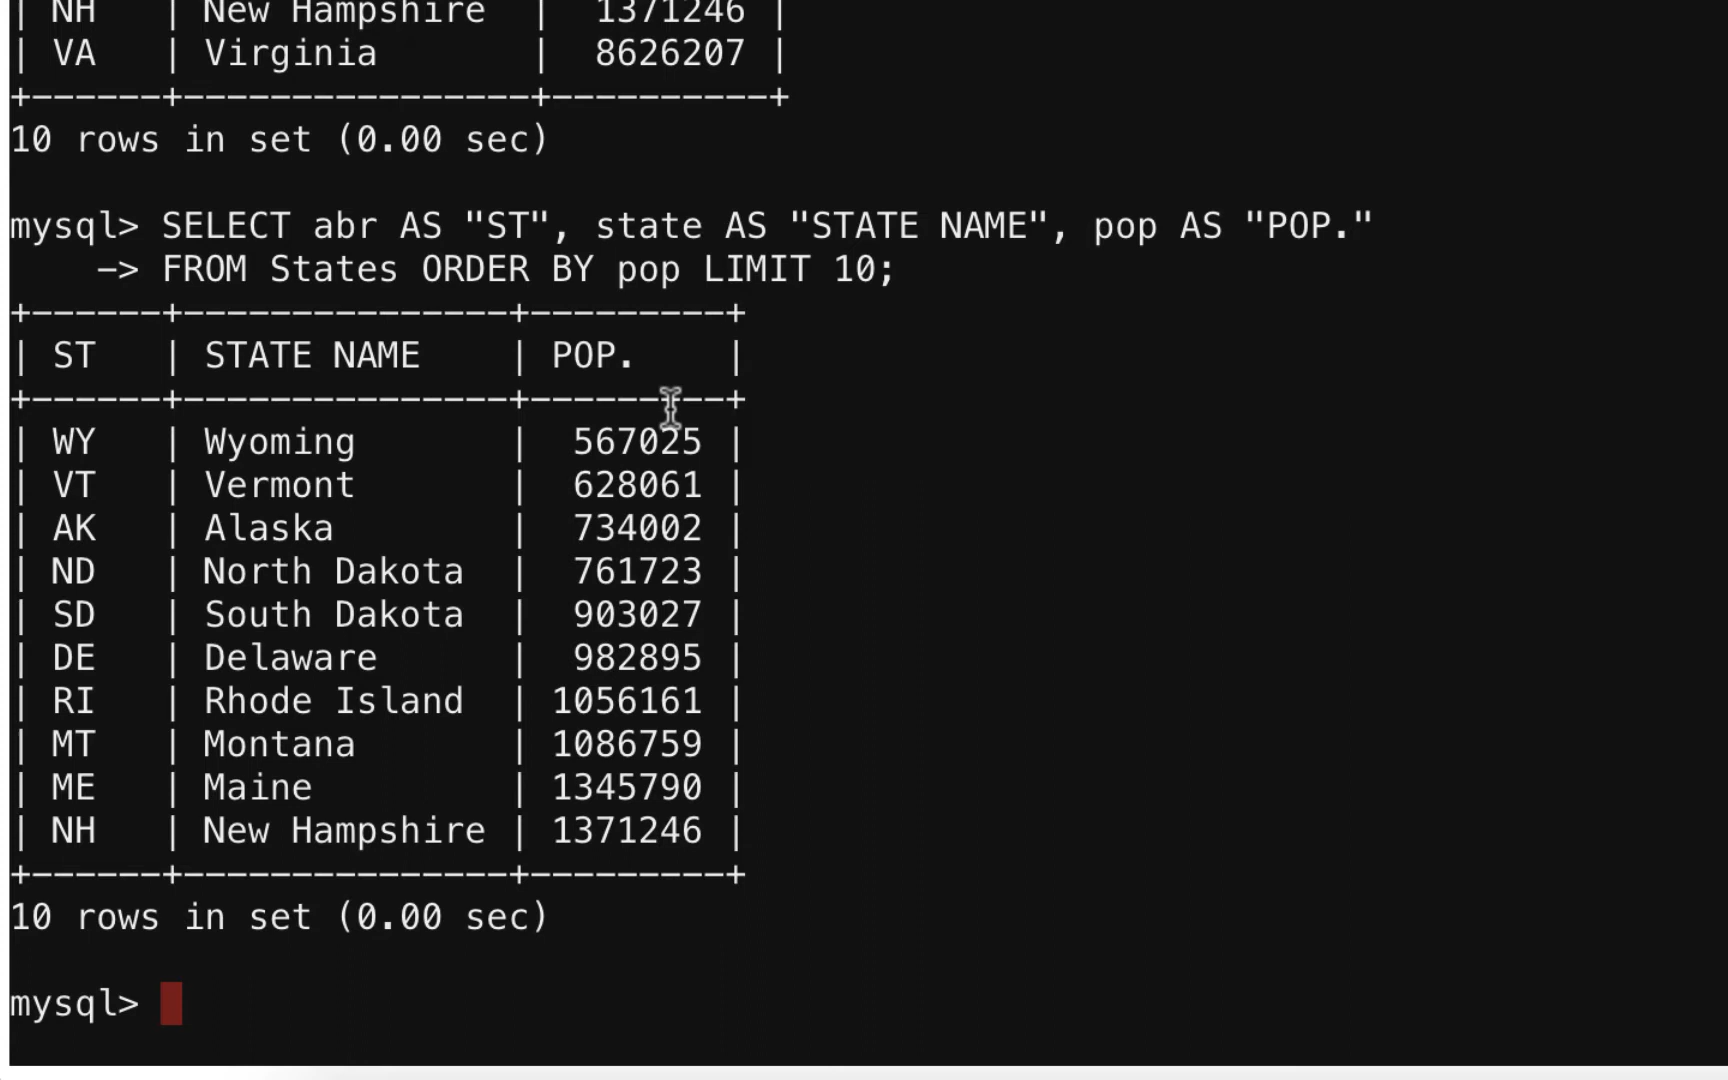 | NH   | New Hampshire  |  1371246 |
| VA   | Virginia       |  8626207 |
+------+----------------+----------+
10 rows in set (0.00 sec)

mysql> SELECT abr AS "ST", state AS "STATE NAME", pop AS "POP."
    -> FROM States ORDER BY pop LIMIT 10;
+------+---------------+---------+
| ST   | STATE NAME    | POP.    |
+------+---------------+---------+
| WY   | Wyoming       |  567025 |
| VT   | Vermont       |  628061 |
| AK   | Alaska        |  734002 |
| ND   | North Dakota  |  761723 |
| SD   | South Dakota  |  903027 |
| DE   | Delaware      |  982895 |
| RI   | Rhode Island  | 1056161 |
| MT   | Montana       | 1086759 |
| ME   | Maine         | 1345790 |
| NH   | New Hampshire | 1371246 |
+------+---------------+---------+
10 rows in set (0.00 sec)

mysql>